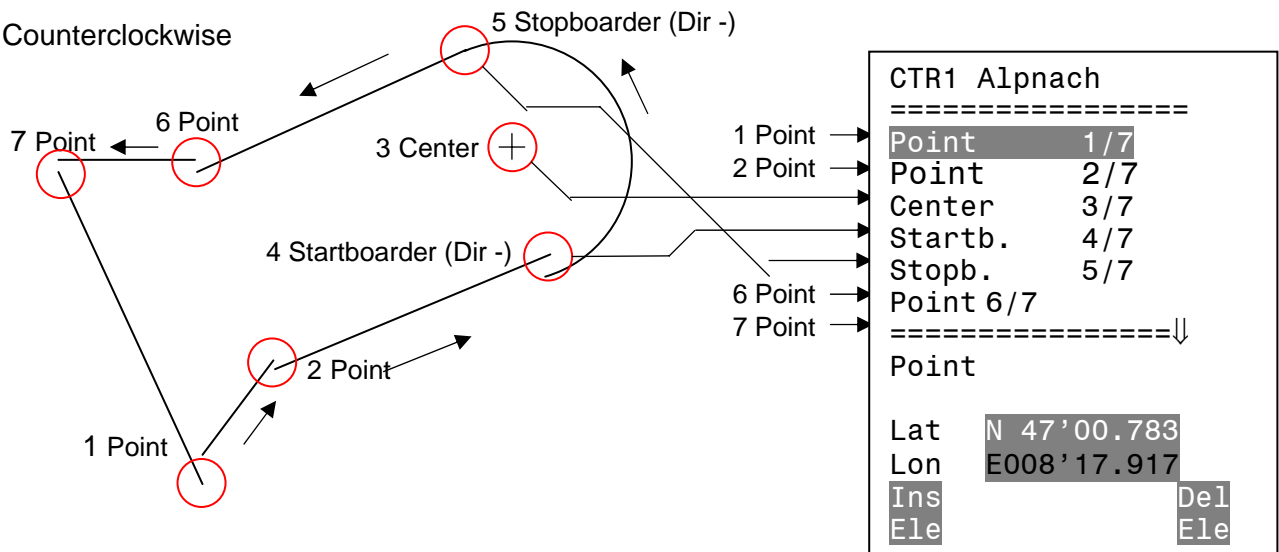 Counterclockwise
5 Stopboarder (Dir -)
7 Point
6 Point
3 Center
4 Startboarder (Dir -)
2 Point
1 Point
1 Point
2 Point
6 Point
7 Point
CTR1 Alpnach
=================
Point 1/7
Point 2/7
Center 3/7
Startb. 4/7
Stopb. 5/7
Point 6/7
================⇓
Point
Lat N 47’00.783
Lon E008’17.917
Ins Del
Ele Ele